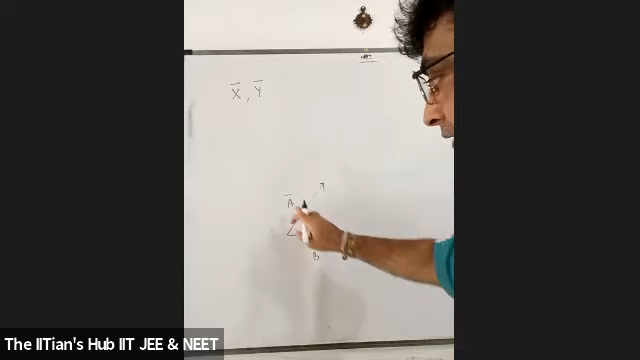 X̄ , Ȳ
Ā
B
The IITian's Hub IIT JEE & NEET